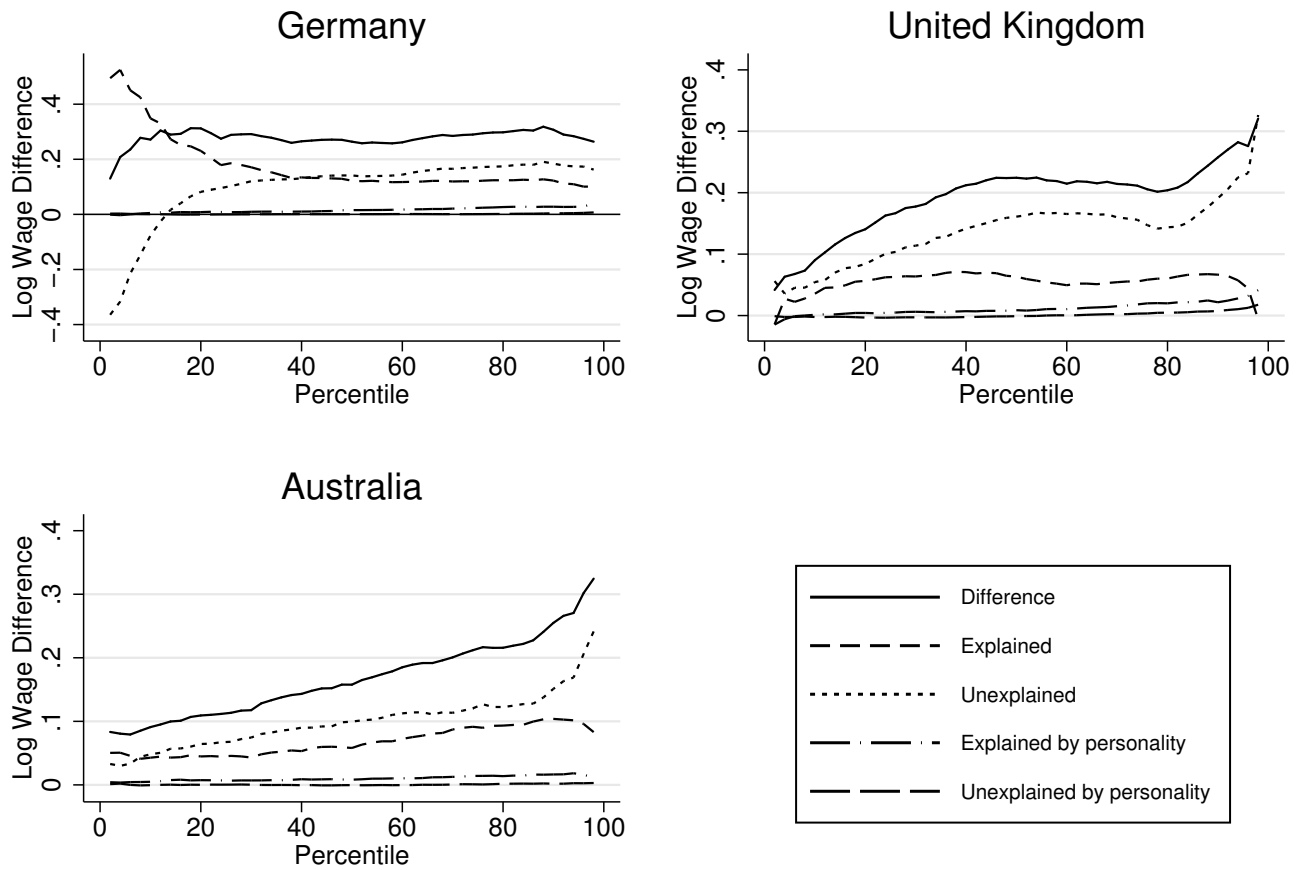 Germany
Log Wage Difference
.4
.2
0
−.2
−.4
0 20 40 60 80 100
Percentile
United Kingdom
Log Wage Difference
.4
.3
.2
.1
0
0 20 40 60 80 100
Percentile
Australia
Log Wage Difference
.4
.3
.2
.1
0
0 20 40 60 80 100
Percentile
Difference
Explained
Unexplained
Explained by personality
Unexplained by personality